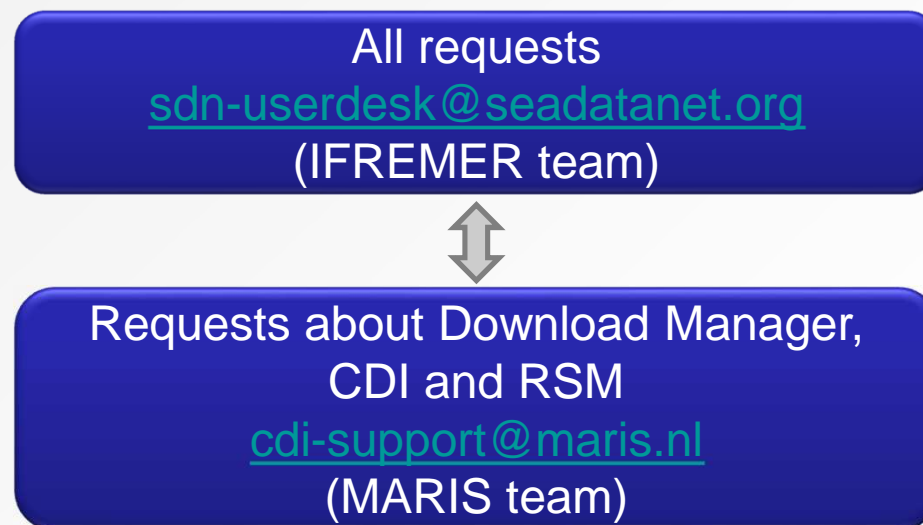 All requests
sdn-userdesk@seadatanet.org
(IFREMER team)
Requests about Download Manager,
CDI and RSM
cdi-support@maris.nl
(MARIS team)